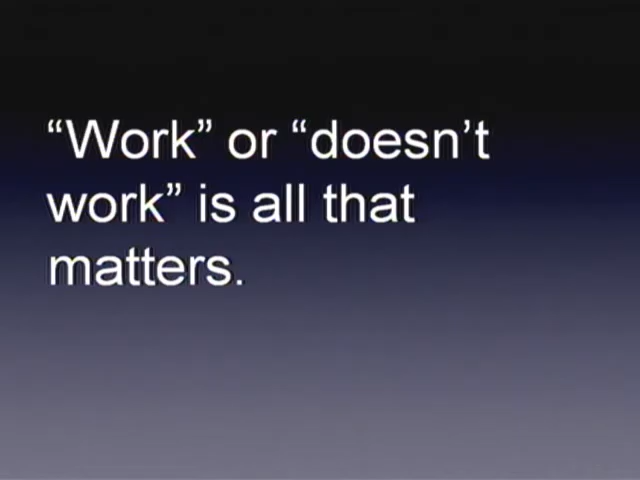 “Work” or “doesn’t
work” is all that
matters.